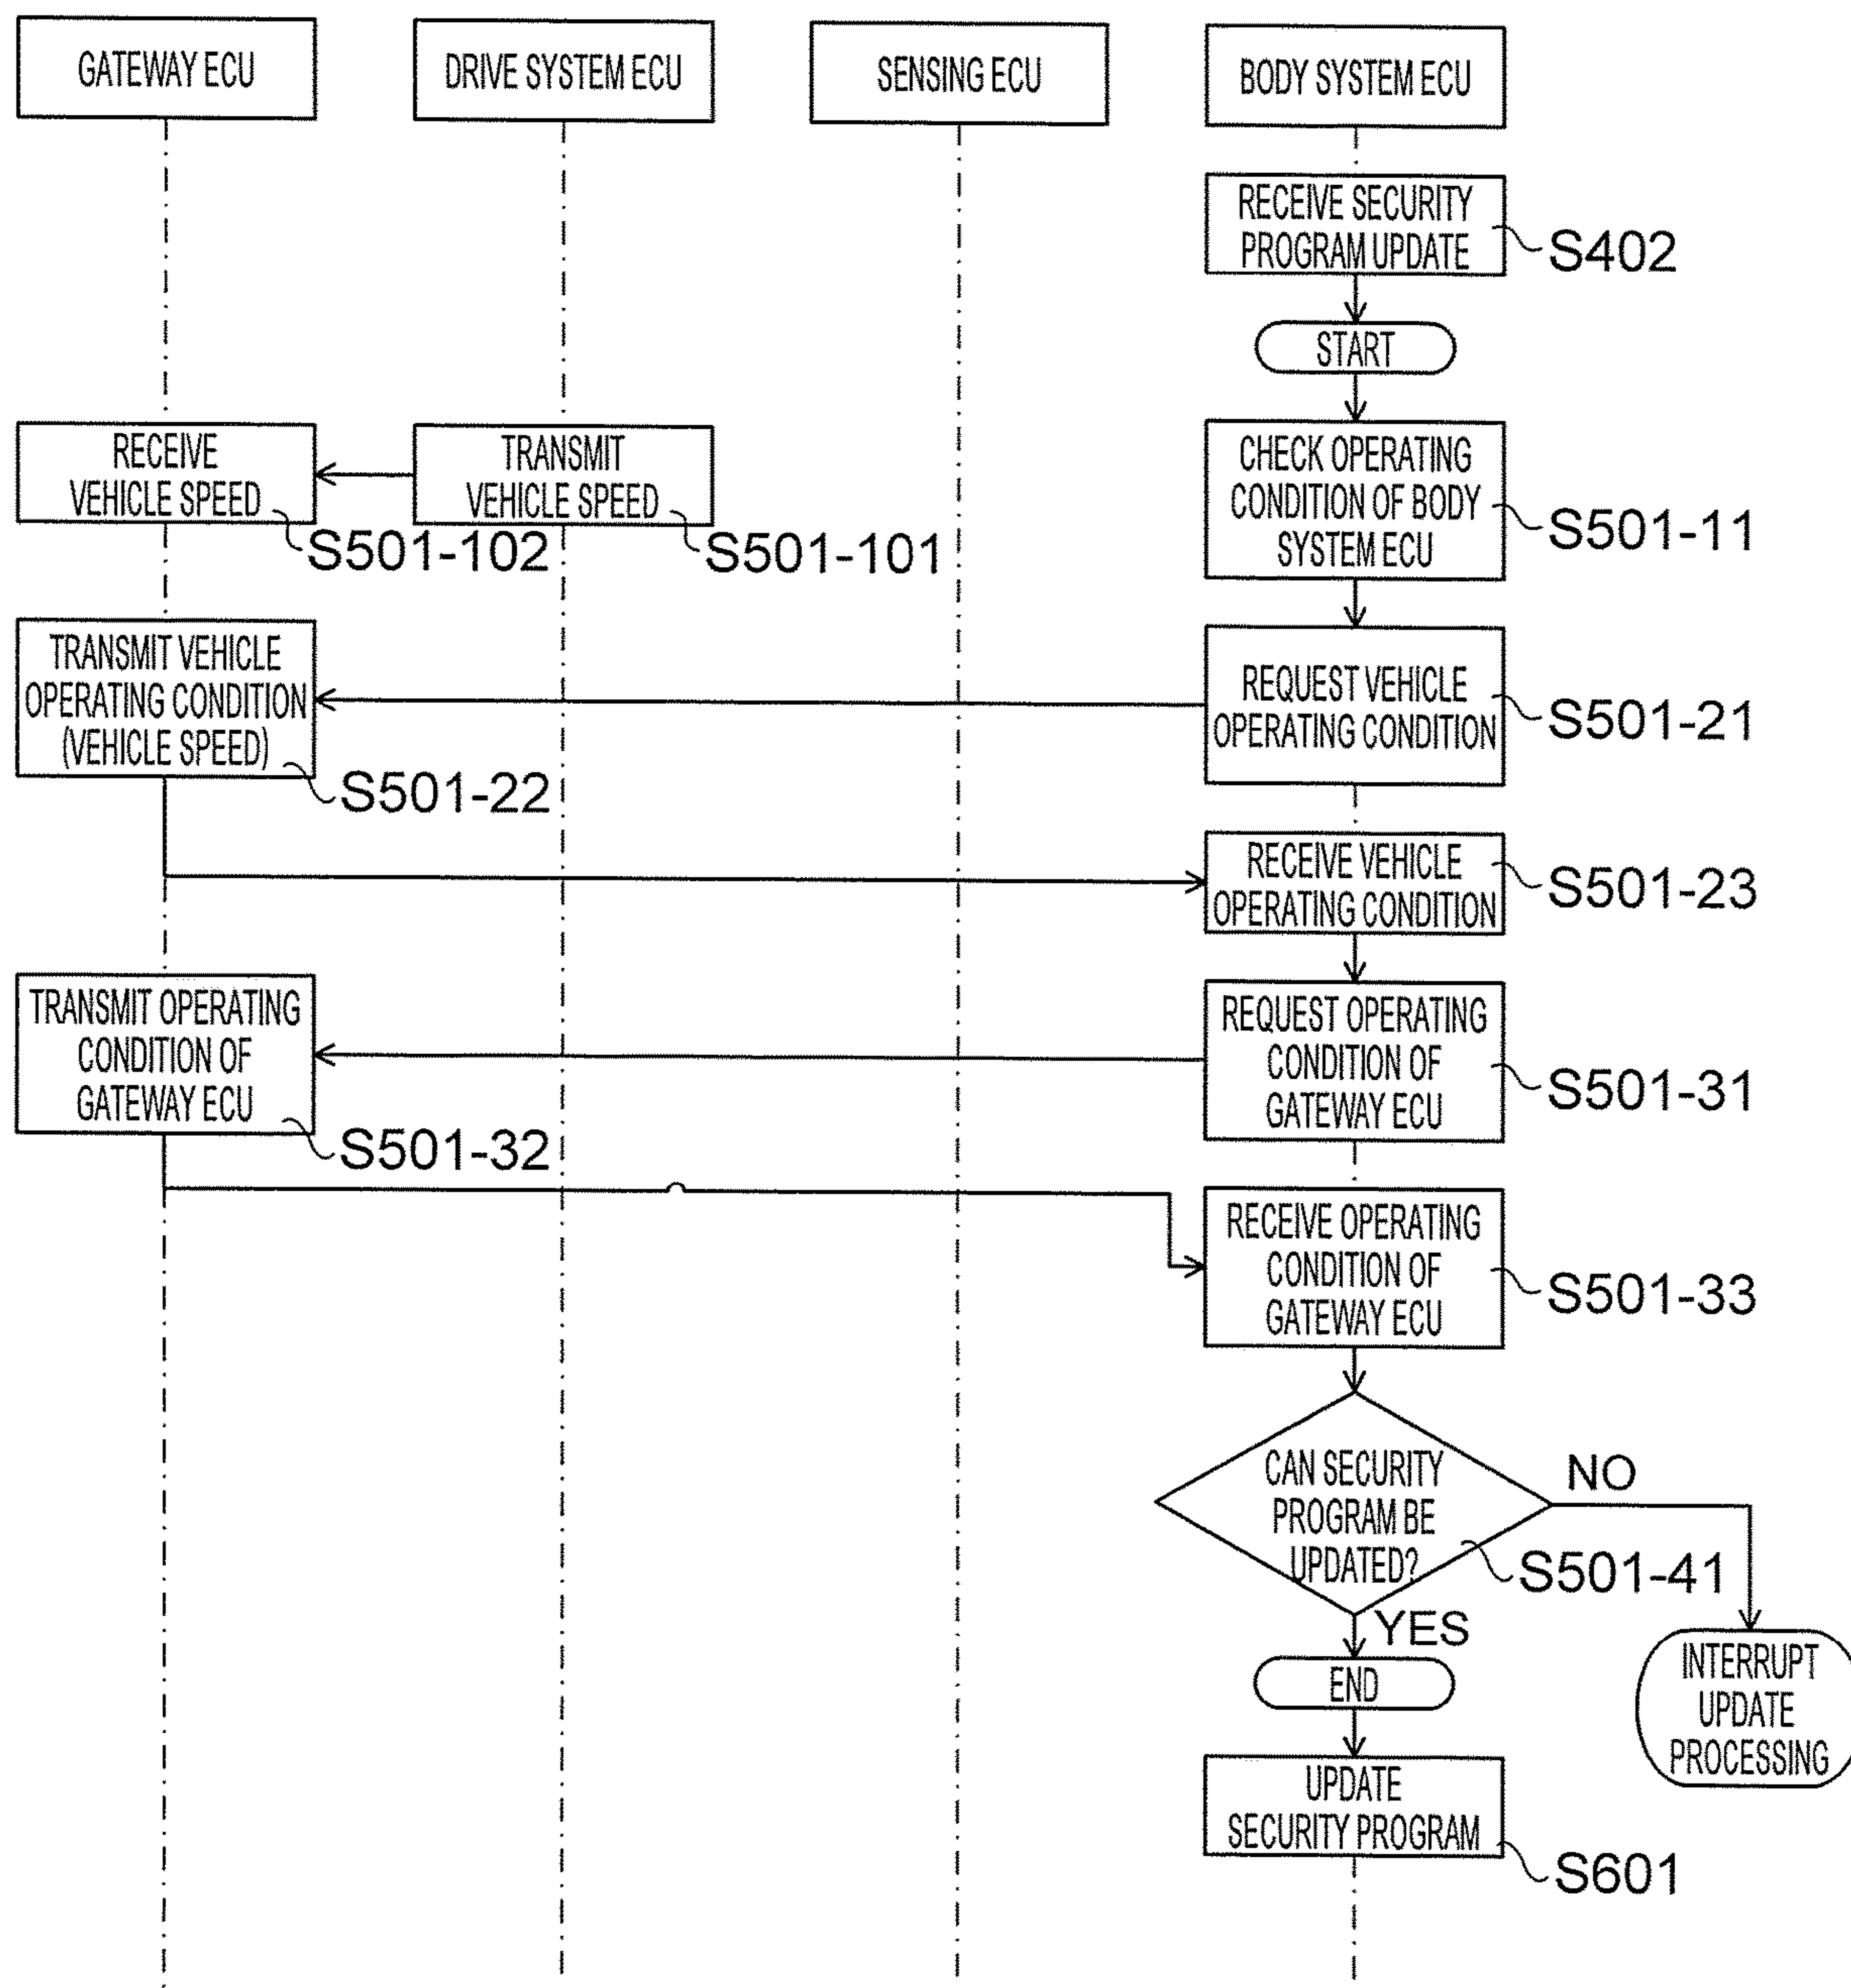 GATEWAY ECU
DRIVE SYSTEM ECU
SENSING ECU
BODY SYSTEM ECU
RECEIVE SECURITY
PROGRAM UPDATE
S402
START
RECEIVE
VEHICLE SPEED
S501-102
TRANSMIT
VEHICLE SPEED
S501-101
CHECK OPERATING
CONDITION OF BODY
SYSTEM ECU
S501-11
TRANSMIT VEHICLE
OPERATING CONDITION
(VEHICLE SPEED)
S501-22
REQUEST VEHICLE
OPERATING CONDITION
S501-21
RECEIVE VEHICLE
OPERATING CONDITION
S501-23
TRANSMIT OPERATING
CONDITION OF
GATEWAY ECU
S501-32
REQUEST OPERATING
CONDITION OF
GATEWAY ECU
S501-31
RECEIVE OPERATING
CONDITION OF
GATEWAY ECU
S501-33
CAN SECURITY
PROGRAM BE
UPDATED?
S501-41
NO
YES
END
INTERRUPT
UPDATE
PROCESSING
UPDATE
SECURITY PROGRAM
S601